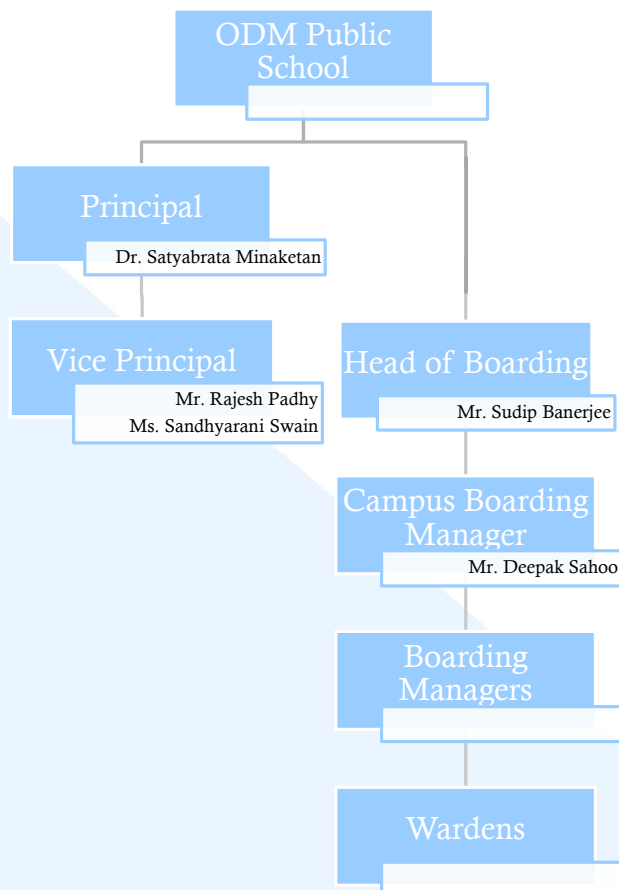 ODM Public
School
Principal
Dr. Satyabrata Minaketan
Vice Principal
Mr. Rajesh Padhy
Ms. Sandhyarani Swain
Head of Boarding
Mr. Sudip Banerjee
Campus Boarding
Manager
Mr. Deepak Sahoo
Boarding
Managers
Wardens